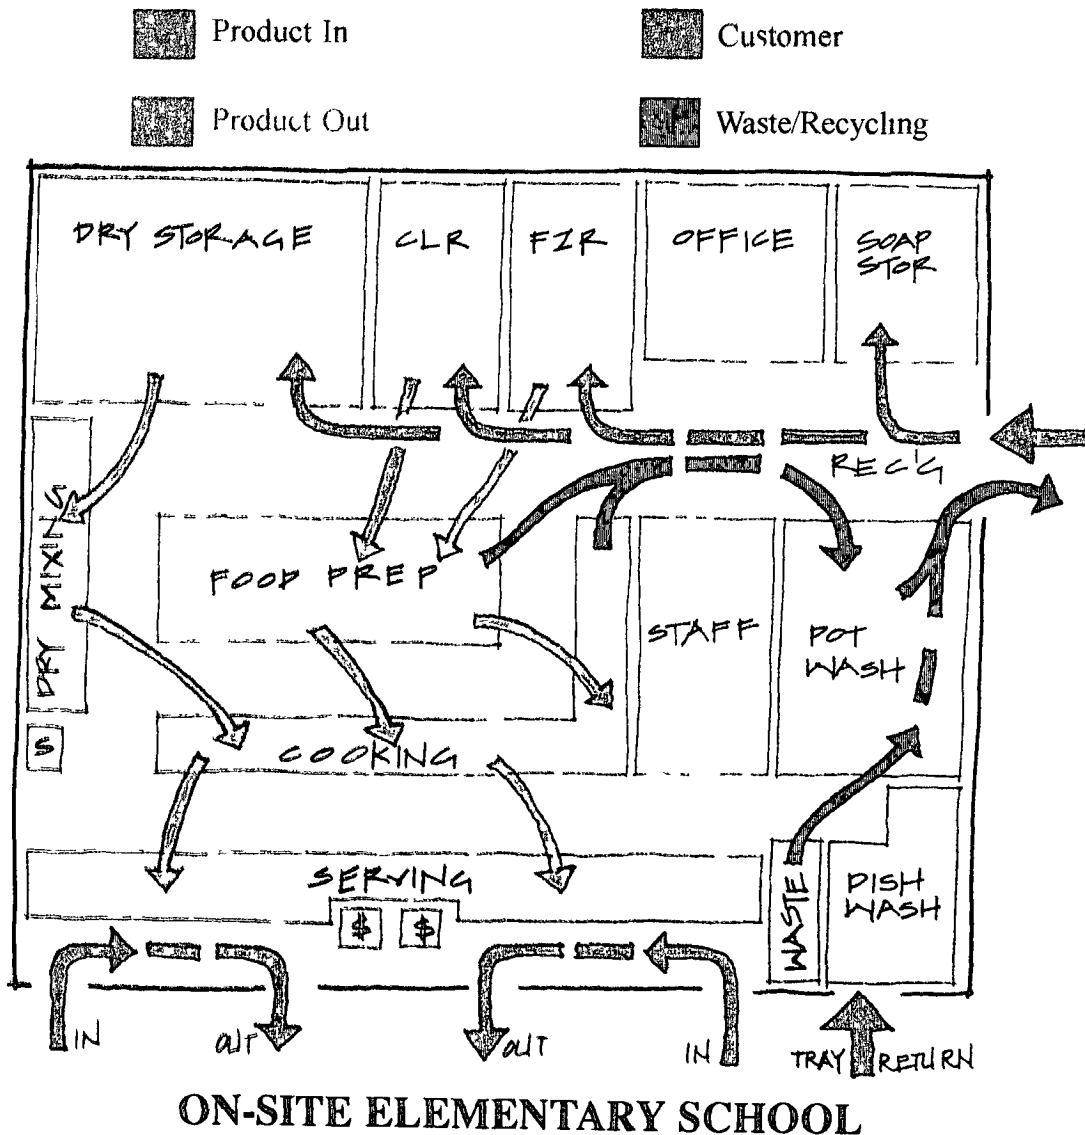 Product In
Customer
Product Out
Waste/Recycling
DRY STORAGE
CLR
FZR
OFFICE
SOAP
STOR
REC'G
DRY MIXING
FOOD PREP
STAFF
POT
WASH
S
COOKING
SERVING
$ $
WASTE
DISH
WASH
IN
OUT
OUT
IN
TRAY RETURN
ON-SITE ELEMENTARY SCHOOL